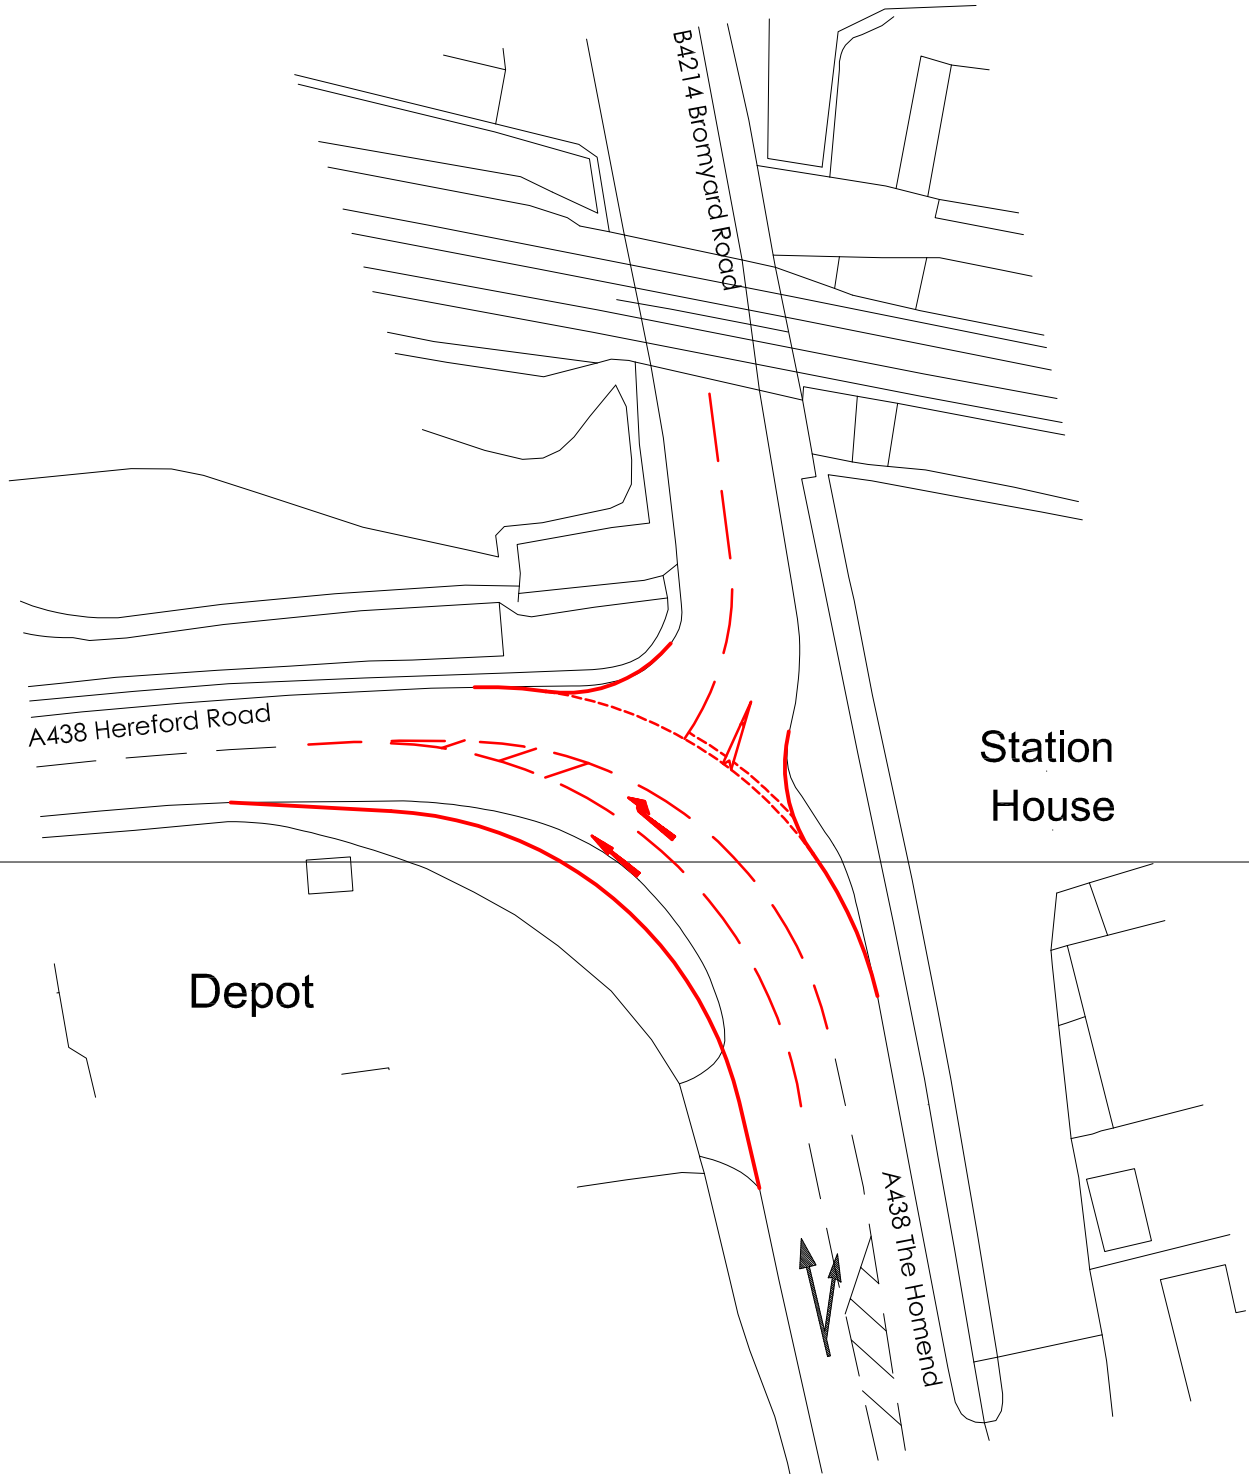 B4214 Bromyard Road
A438 Hereford Road
Station
House
Depot
A438 The Homend